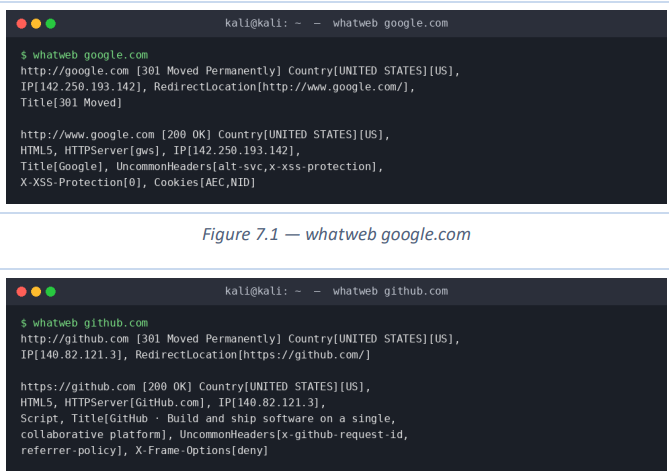 kali@kali: ~ — whatweb google.com
$ whatweb google.com
http://google.com [301 Moved Permanently] Country[UNITED STATES][US],
IP[142.250.193.142], RedirectLocation[http://www.google.com/],
Title[301 Moved]
http://www.google.com [200 OK] Country[UNITED STATES][US],
HTML5, HTTPServer[gws], IP[142.250.193.142],
Title[Google], UncommonHeaders[alt-svc,x-xss-protection],
X-XSS-Protection[0], Cookies[AEC,NID]
Figure 7.1 — whatweb google.com
kali@kali: ~ — whatweb github.com
$ whatweb github.com
http://github.com [301 Moved Permanently] Country[UNITED STATES][US],
IP[140.82.121.3], RedirectLocation[https://github.com/]
https://github.com [200 OK] Country[UNITED STATES][US],
HTML5, HTTPServer[GitHub.com], IP[140.82.121.3],
Script, Title[GitHub · Build and ship software on a single,
collaborative platform], UncommonHeaders[x-github-request-id,
referrer-policy], X-Frame-Options[deny]